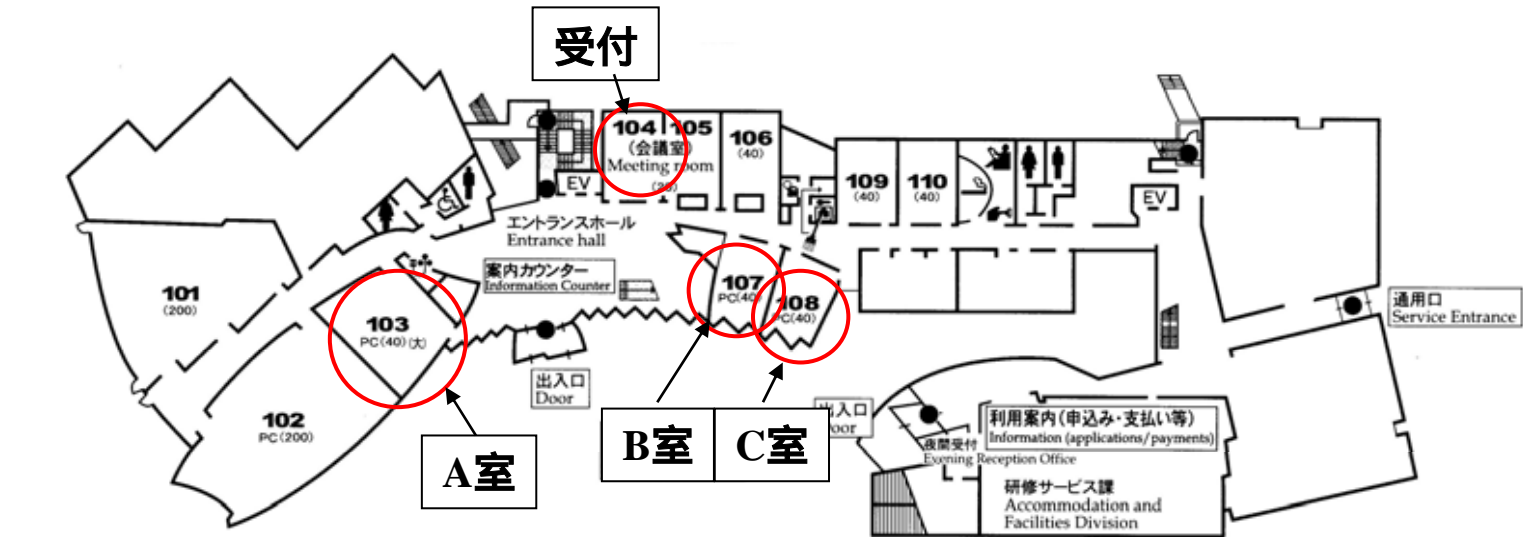 受付
104
105
(会議室)
Meeting room
106
(40)
EV
109
(40)
110
(40)
EV
エントランスホール
Entrance hall
案内カウンター
Information Counter
101
(200)
103
PC(40)(大)
107
PC(40)
108
PC(40)
通用口
Service Entrance
出入口
Door
102
PC(200)
A室
B室
C室
出入口
利用案内(申込み・支払い等)
Information (applications/payments)
夜間受付
Evening Reception Office
研修サービス課
Accommodation and
Facilities Division